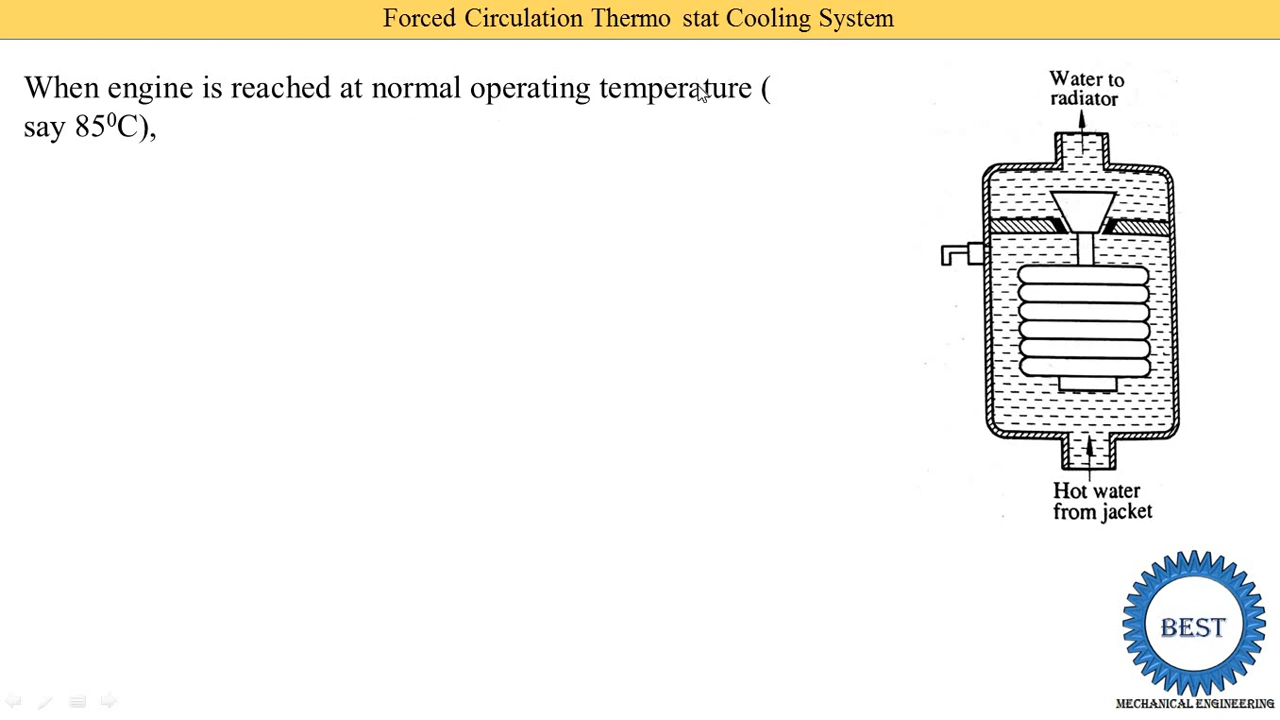 Forced Circulation Thermo stat Cooling System
When engine is reached at normal operating temperature (
say 85⁰C),
Water to
radiator
Hot water
from jacket
BEST
MECHANICAL ENGINEERING